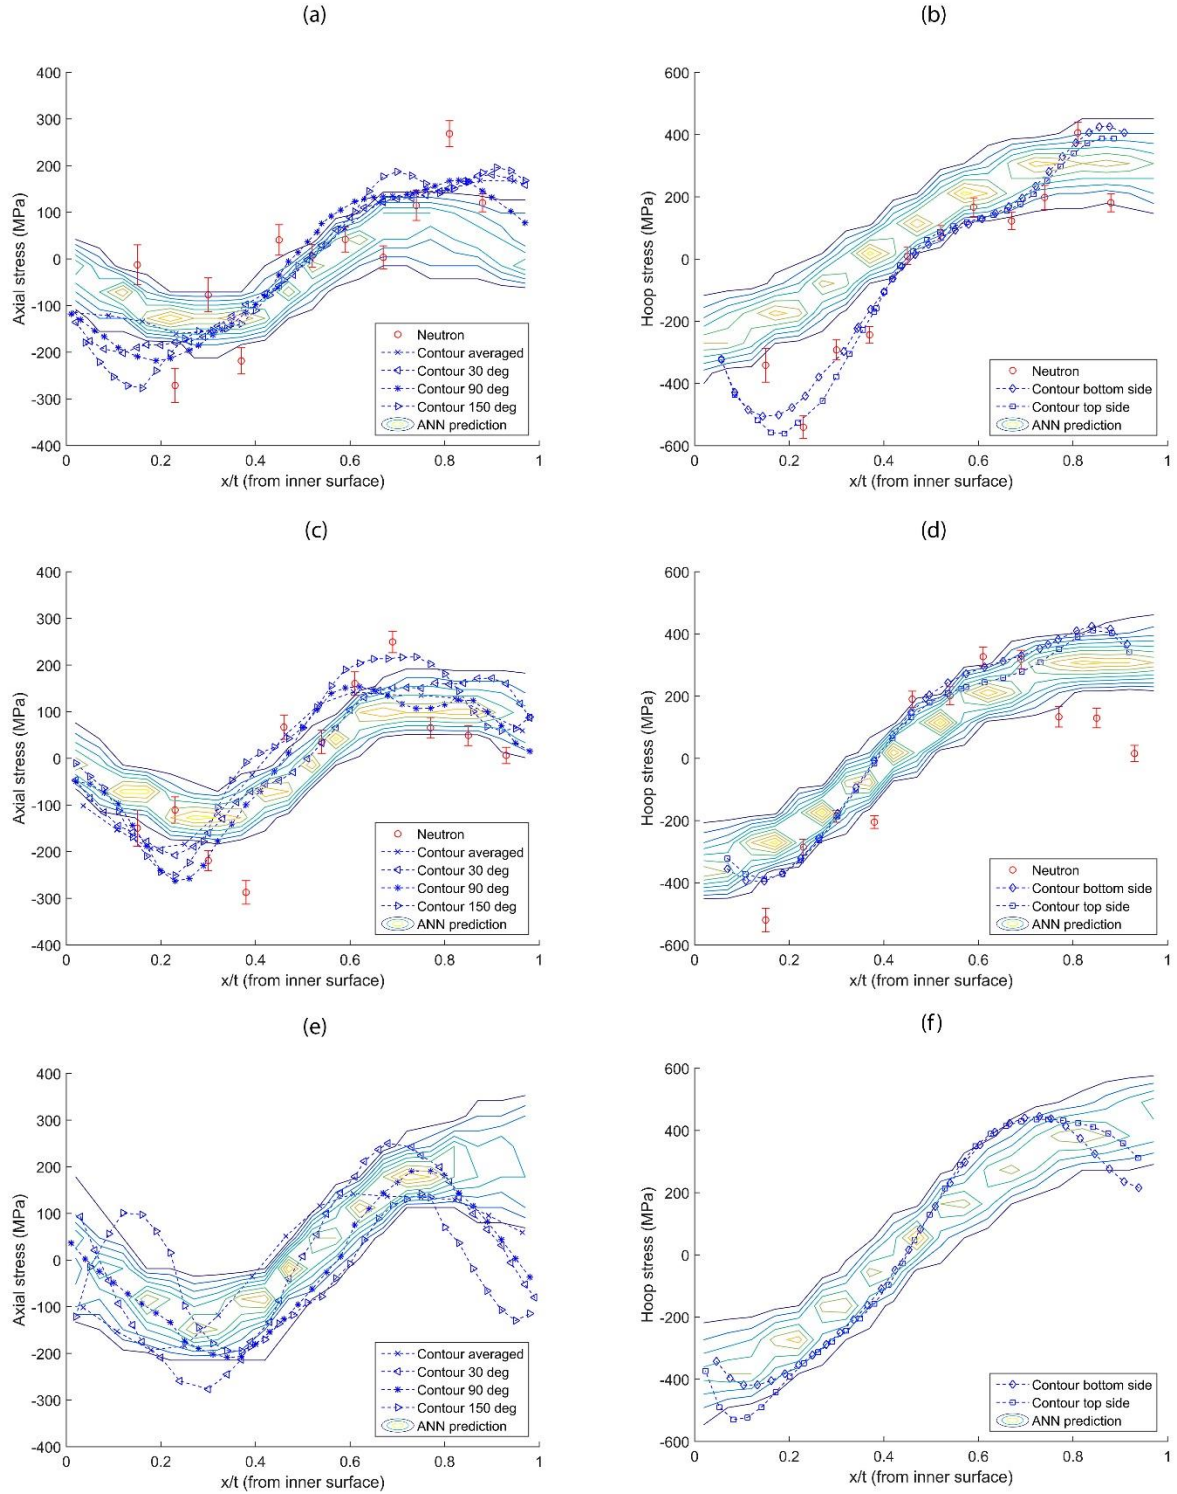 (a)
Axial stress (MPa)
400
300
200
100
0
-100
-200
-300
-400
0 0.2 0.4 0.6 0.8 1
x/t (from inner surface)
Neutron
Contour averaged
Contour 30 deg
Contour 90 deg
Contour 150 deg
ANN prediction
(b)
Hoop stress (MPa)
600
400
200
0
-200
-400
-600
0 0.2 0.4 0.6 0.8 1
x/t (from inner surface)
Neutron
Contour bottom side
Contour top side
ANN prediction
(c)
Axial stress (MPa)
400
300
200
100
0
-100
-200
-300
-400
0 0.2 0.4 0.6 0.8 1
x/t (from inner surface)
Neutron
Contour averaged
Contour 30 deg
Contour 90 deg
Contour 150 deg
ANN prediction
(d)
Hoop stress (MPa)
600
400
200
0
-200
-400
-600
0 0.2 0.4 0.6 0.8 1
x/t (from inner surface)
Neutron
Contour bottom side
Contour top side
ANN prediction
(e)
Axial stress (MPa)
400
300
200
100
0
-100
-200
-300
-400
0 0.2 0.4 0.6 0.8 1
x/t (from inner surface)
Contour averaged
Contour 30 deg
Contour 90 deg
Contour 150 deg
ANN prediction
(f)
Hoop stress (MPa)
600
400
200
0
-200
-400
-600
0 0.2 0.4 0.6 0.8 1
x/t (from inner surface)
Contour bottom side
Contour top side
ANN prediction